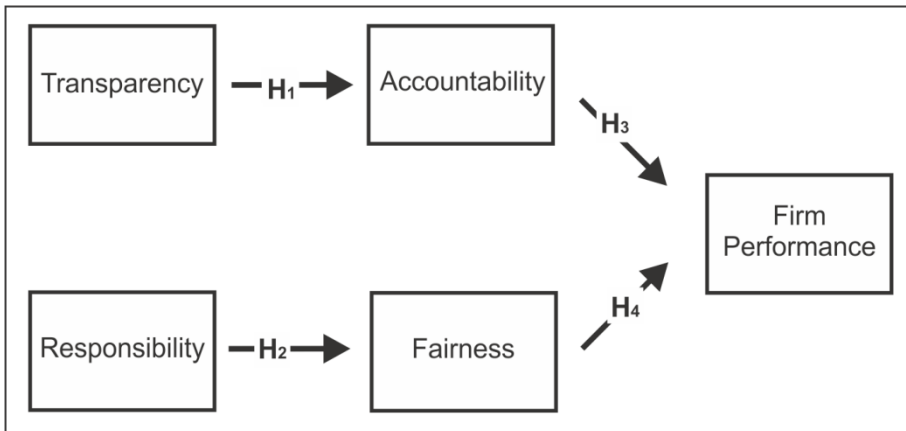 Transparency
H₁
Accountability
H₃
Firm
Performance
Responsibility
H₂
Fairness
H₄